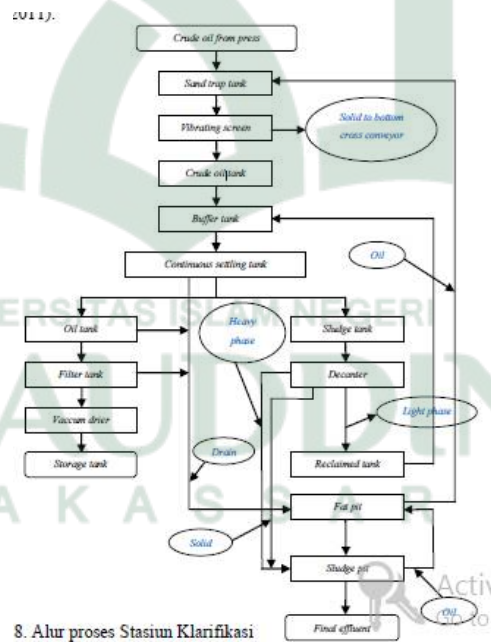 2011).
Crude oil from press
Sand trap tank
Vibrating screen
Solid to bottom
cross conveyor
Crude oil tank
Buffer tank
Oil
Continuous settling tank
Oil tank
Heavy
phase
Sludge tank
Filter tank
Decanter
Vaccum drier
Light phase
Drain
Storage tank
Reclaimed tank
Fat pit
Solid
Sludge pit
Oil
Final effluent
8. Alur proses Stasiun Klarifikasi
ERSITAS ISLAM NEGERI
AUDDIN
AKASSAR
Activ
Go to